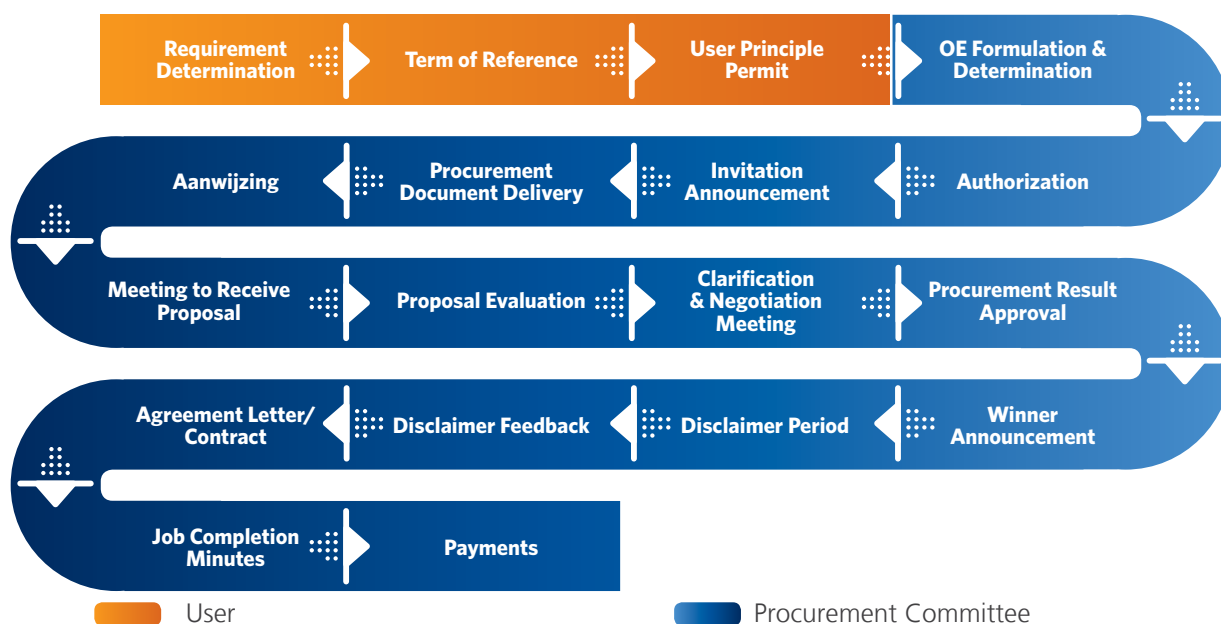 Requirement
Determination
Term of Reference
User Principle
Permit
OE Formulation &
Determination
Aanwijzing
Procurement
Document Delivery
Invitation
Announcement
Authorization
Meeting to Receive
Proposal
Proposal Evaluation
Clarification
& Negotiation
Meeting
Procurement Result
Approval
Agreement Letter/
Contract
Disclaimer Feedback
Disclaimer Period
Winner
Announcement
Job Completion
Minutes
Payments
User
Procurement Committee